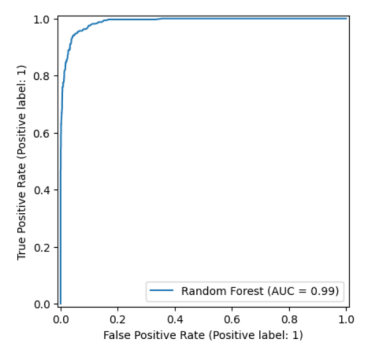 1.0
0.8
0.6
0.4
0.2
0.0
True Positive Rate (Positive label: 1)
Random Forest (AUC = 0.99)
0.0 0.2 0.4 0.6 0.8 1.0
False Positive Rate (Positive label: 1)